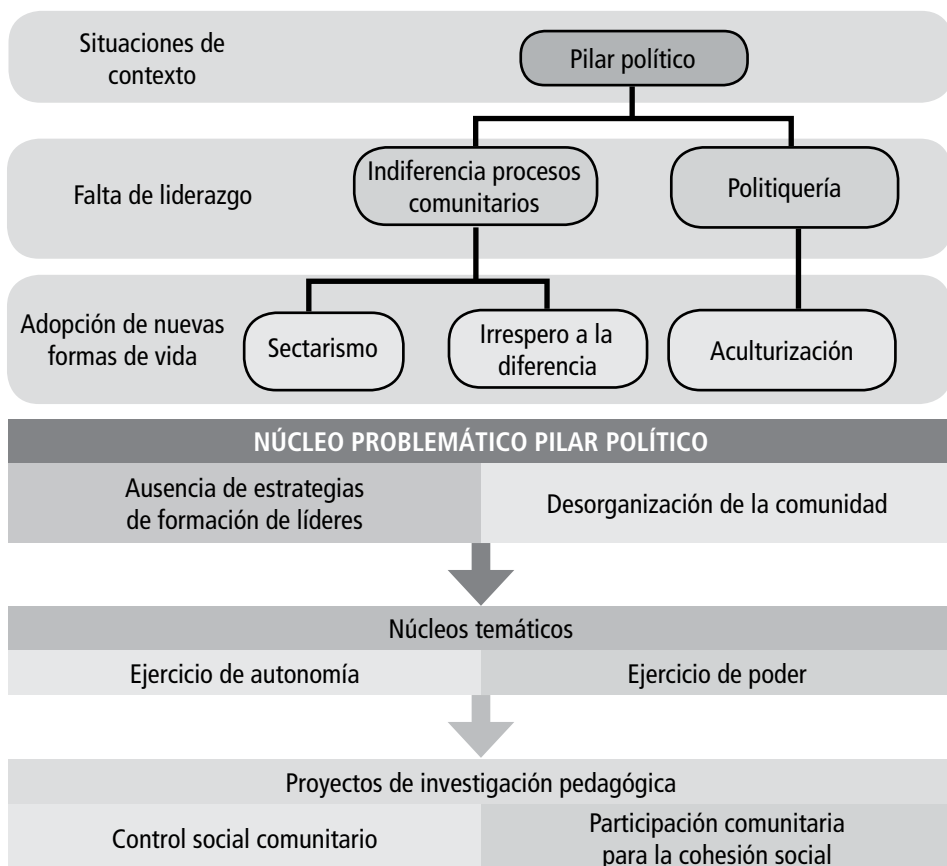 Situaciones de
contexto
Pilar político
Falta de liderazgo
Indiferencia procesos
comunitarios
Politiquería
Adopción de nuevas
formas de vida
Sectarismo
Irrespero a la
diferencia
Aculturización
NÚCLEO PROBLEMÁTICO PILAR POLÍTICO
Ausencia de estrategias
de formación de líderes
Desorganización de la comunidad
Núcleos temáticos
Ejercicio de autonomía
Ejercicio de poder
Proyectos de investigación pedagógica
Control social comunitario
Participación comunitaria
para la cohesión social